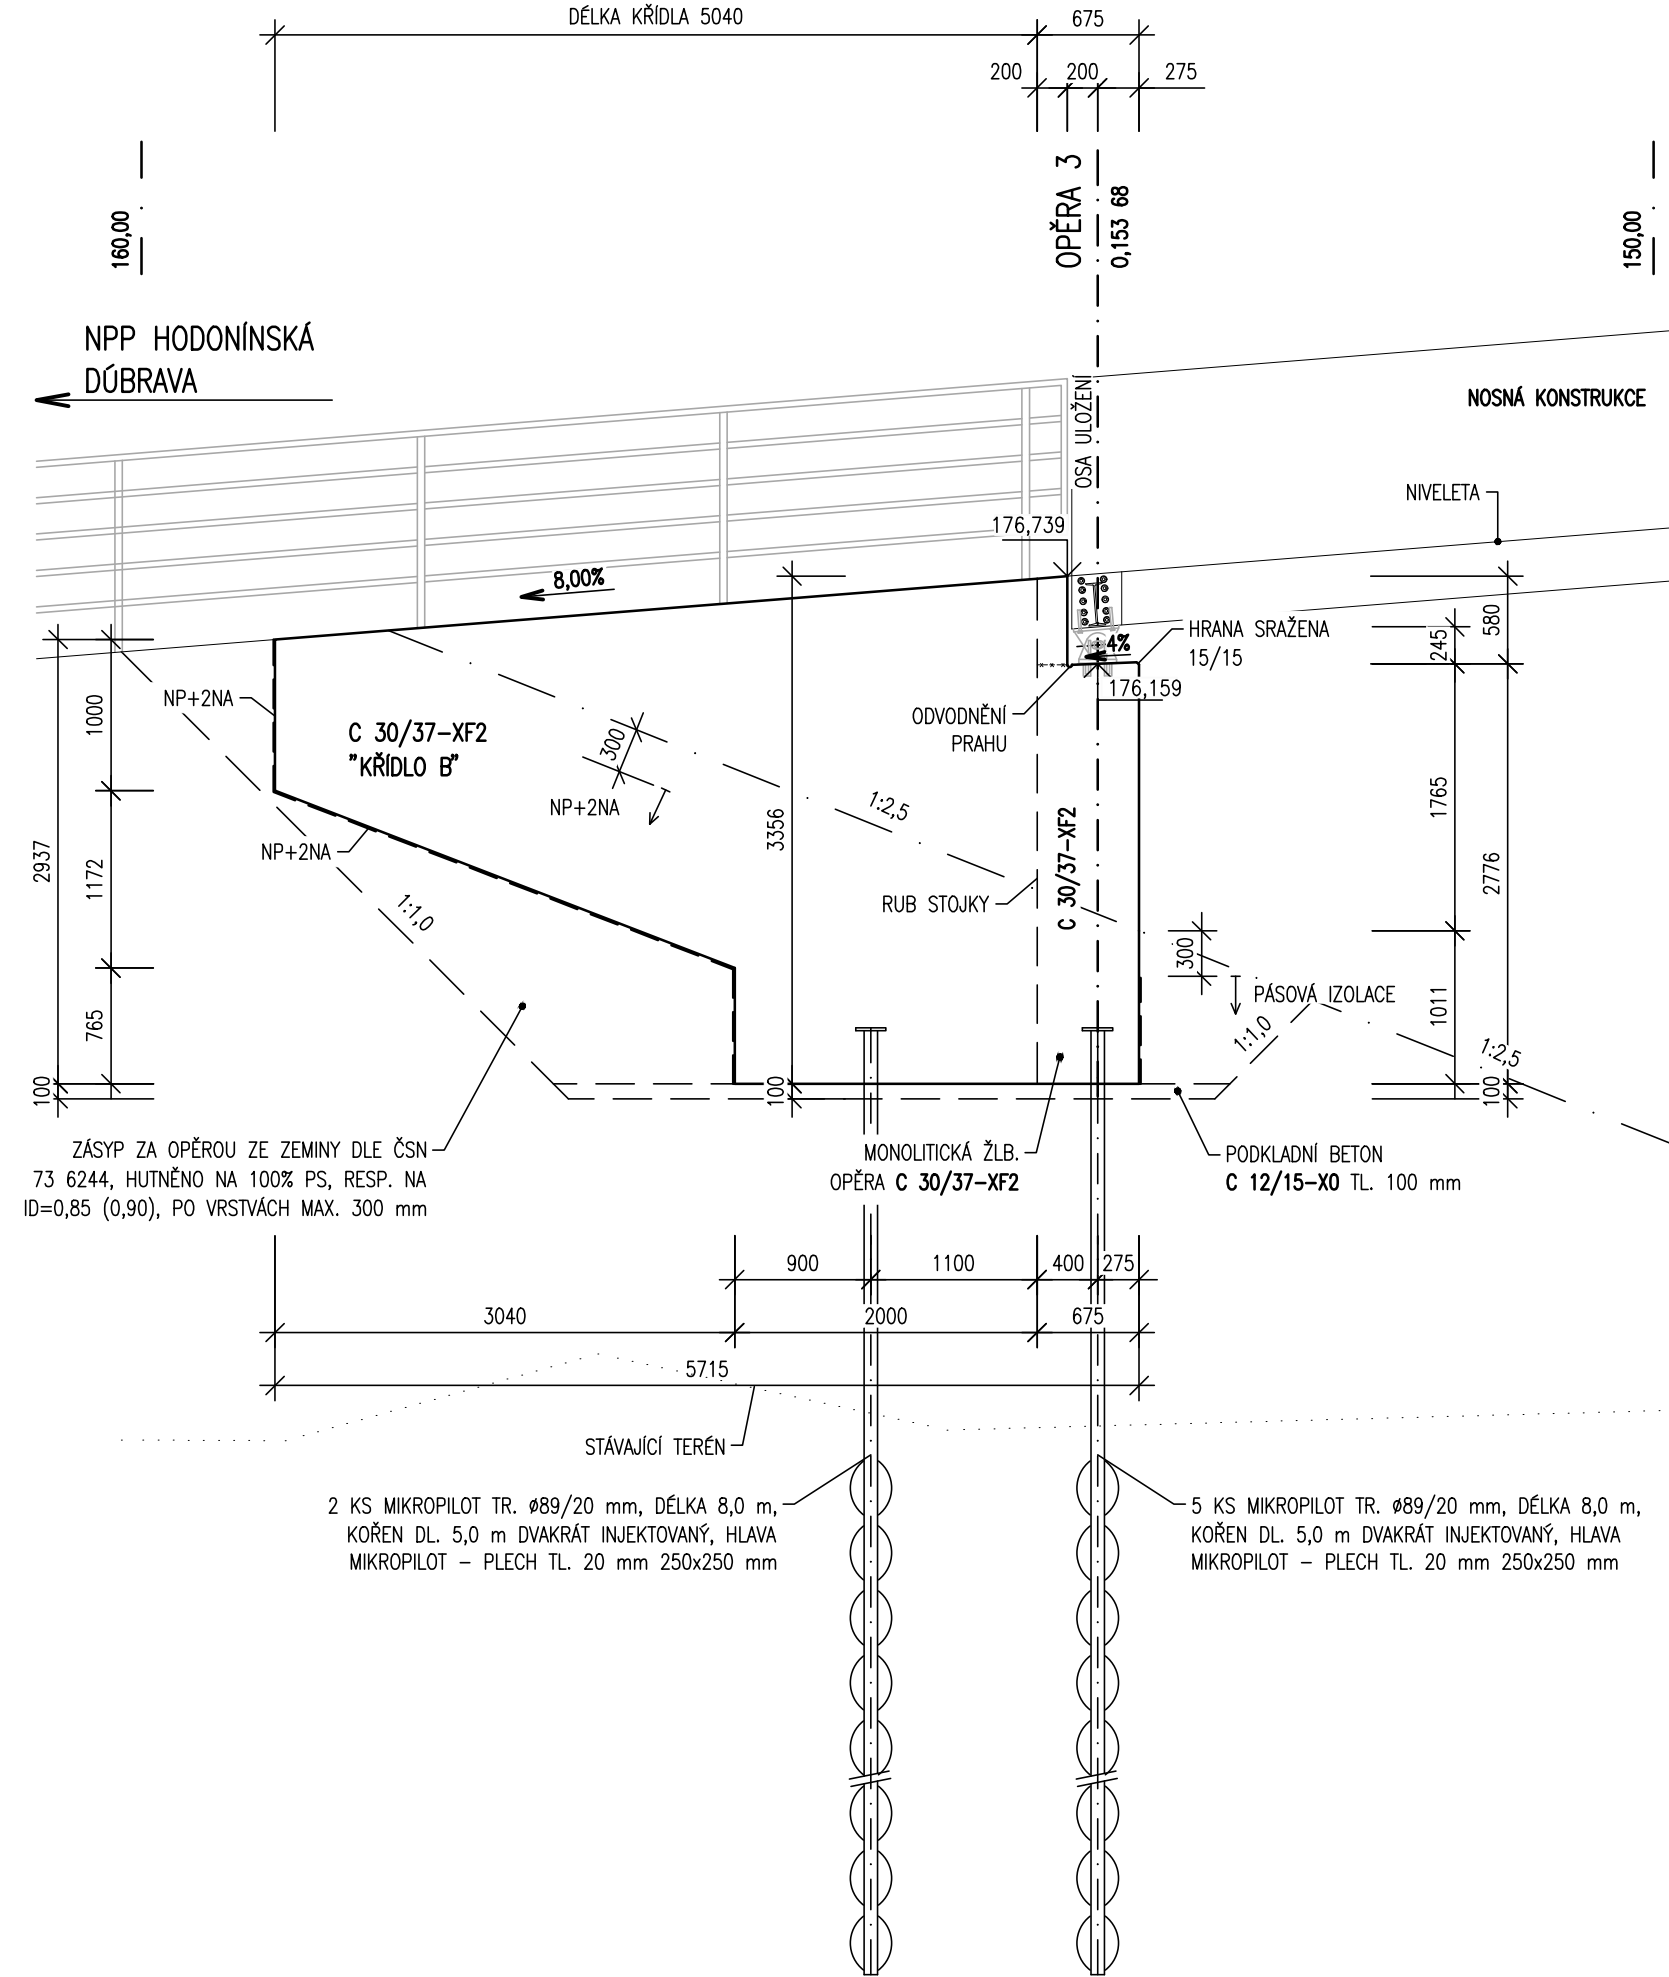 DÉLKA KŘÍDLA 5040
675
200
200
275
160,00
OPĚRA 3
0,153 68
150,00
NPP HODONÍNSKÁ
DÚBRAVA
OSA ULOŽENÍ
NOSNÁ KONSTRUKCE
NIVELETA
176,739
8,00%
4%
HRANA SRAŽENA
15/15
176,159
580
245
NP+2NA
1000
C 30/37-XF2
"KŘÍDLO B"
300
NP+2NA
ODVODNĚNÍ
PRAHU
1:2,5
3356
C 30/37-XF2
1765
2937
1172
NP+2NA
1:1,0
RUB STOJKY
2776
300
PÁSOVÁ IZOLACE
1:1,0
1011
1:2,5
765
100
100
100
ZÁSYP ZA OPĚROU ZE ZEMINY DLE ČSN
73 6244, HUTNĚNO NA 100% PS, RESP. NA
ID=0,85 (0,90), PO VRSTVÁCH MAX. 300 mm
MONOLITICKÁ ŽLB.
OPĚRA C 30/37-XF2
PODKLADNÍ BETON
C 12/15-X0 TL. 100 mm
900
1100
400
275
3040
2000
675
5715
STÁVAJÍCÍ TERÉN
2 KS MIKROPILOT TR. ø89/20 mm, DÉLKA 8,0 m,
KOŘEN DL. 5,0 m DVAKRÁT INJEKTOVANÝ, HLAVA
MIKROPILOT – PLECH TL. 20 mm 250x250 mm
5 KS MIKROPILOT TR. ø89/20 mm, DÉLKA 8,0 m,
KOŘEN DL. 5,0 m DVAKRÁT INJEKTOVANÝ, HLAVA
MIKROPILOT – PLECH TL. 20 mm 250x250 mm